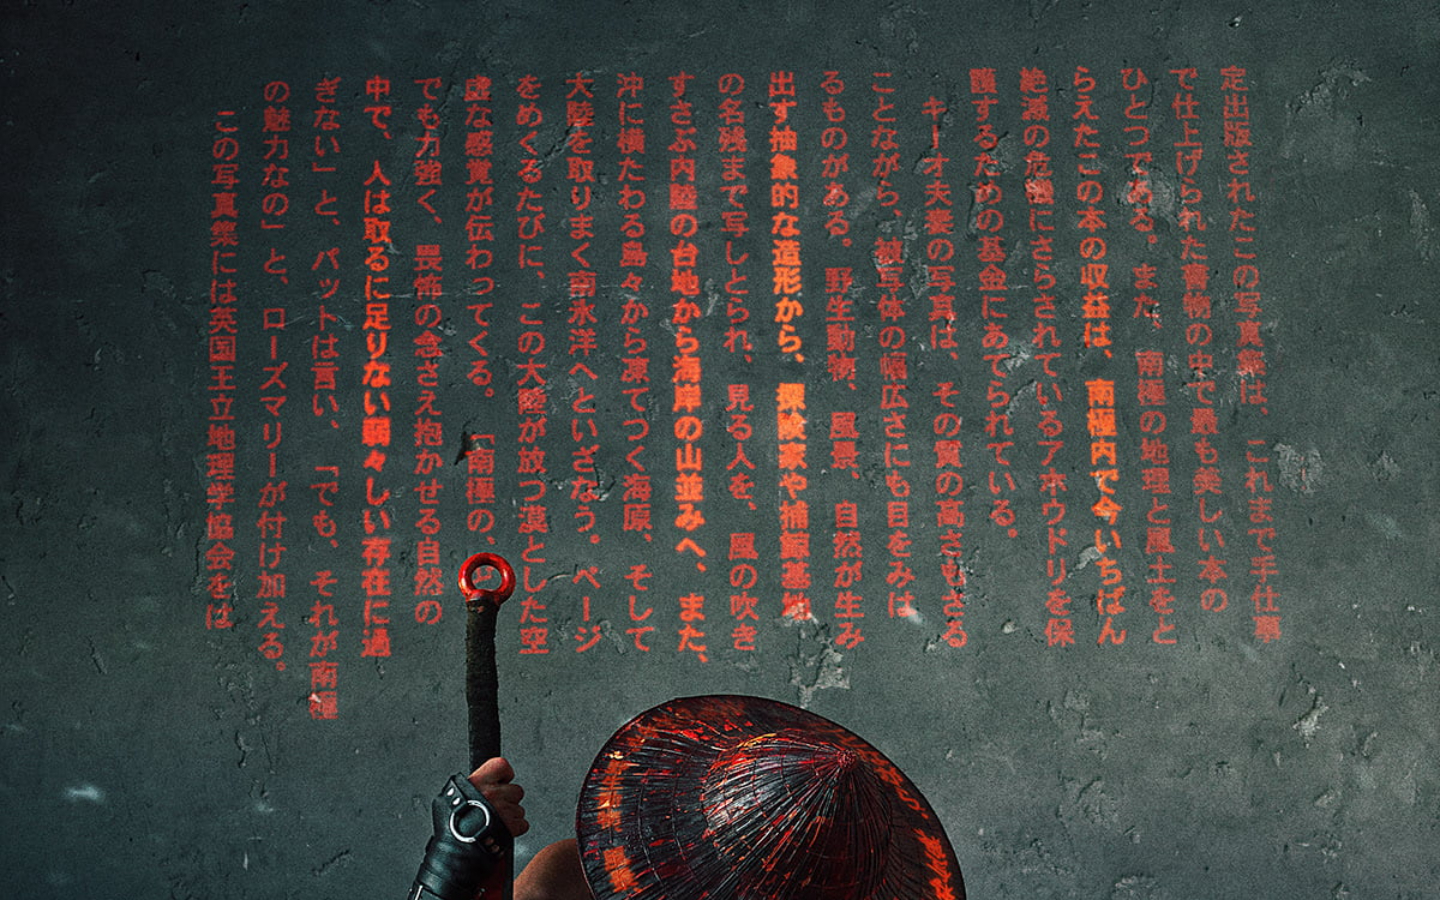 定出版されたこの写真集は、これまで手仕事
で仕上げられた書物の中で最も美しい本の
ひとつである。また、南極の地理と風土をと
らえたこの本の収益は、南極内で今いちばん
絶滅の危機にさらされているアホウドリを保
護するための基金にあてられている。
キーオ夫妻の写真は、その質の高さもさる
ことながら、被写体の幅広さにも目をみは
るものがある。野生動物、風景、自然が生み
出す抽象的な造形から、探険家や捕鯨基地
の名残まで写しとられ、見る人を、風の吹き
すさぶ内陸の台地から海岸の山並みへ、また、
沖に横たわる島々から凍てつく海原、そして
大陸を取りまく南氷洋へといざなう。ページ
をめくるたびに、この大陸が放つ漠とした空
虚な感覚が伝わってくる。「南極の、
でも力強く、畏怖の念さえ抱かせる自然の
中で、人は取るに足りない弱々しい存在に過
ぎない」と、パットは言い、「でも、それが南極
の魅力なの」と、ローズマリーが付け加える。
この写真集には英国王立地理学協会をは